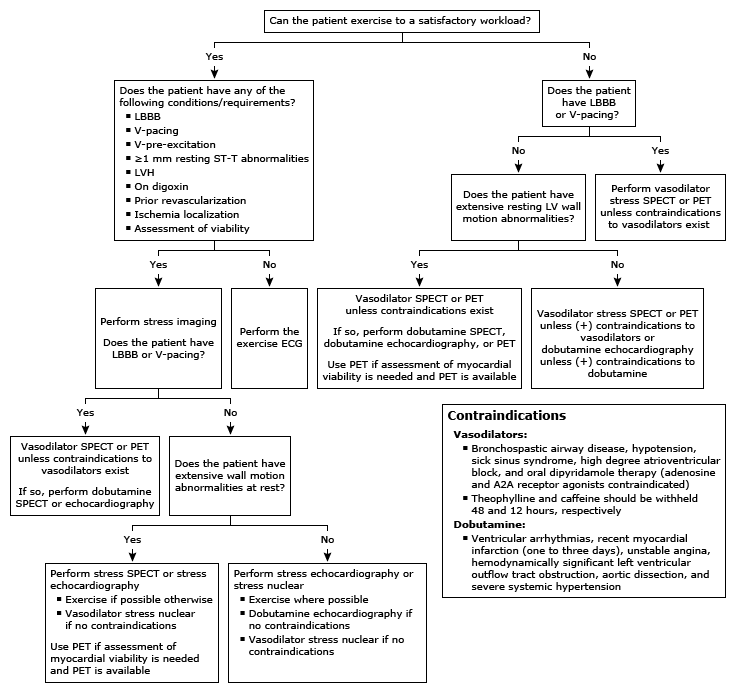 Can the patient exercise to a satisfactory workload?
Yes
No
Does the patient have any of the
following conditions/requirements?
▪ LBBB
▪ V-pacing
▪ V-pre-excitation
▪ ≥1 mm resting ST-T abnormalities
▪ LVH
▪ On digoxin
▪ Prior revascularization
▪ Ischemia localization
▪ Assessment of viability
Does the patient
have LBBB
or V-pacing?
No
Yes
Does the patient have
extensive resting LV wall
motion abnormalities?
Perform vasodilator
stress SPECT or PET
unless contraindications
to vasodilators exist
Yes
No
Yes
No
Perform stress imaging
Does the patient have
LBBB or V-pacing?
Perform the
exercise ECG
Vasodilator SPECT or PET
unless contraindications exist
If so, perform dobutamine SPECT,
dobutamine echocardiography, or PET
Use PET if assessment of myocardial
viability is needed and PET is available
Vasodilator stress SPECT or PET
unless (+) contraindications to
vasodilators or
dobutamine echocardiography
unless (+) contraindications to
dobutamine
Yes
No
Vasodilator SPECT or PET
unless contraindications to
vasodilators exist
If so, perform dobutamine
SPECT or echocardiography
Does the patient have
extensive wall motion
abnormalities at rest?
Yes
No
Perform stress SPECT or stress
echocardiography
▪ Exercise if possible otherwise
▪ Vasodilator stress nuclear
if no contraindications
Use PET if assessment of
myocardial viability is needed
and PET is available
Perform stress echocardiography or
stress nuclear
▪ Exercise where possible
▪ Dobutamine echocardiography if
no contraindications
▪ Vasodilator stress nuclear if no
contraindications
Contraindications
Vasodilators:
▪ Bronchospastic airway disease, hypotension,
sick sinus syndrome, high degree atrioventricular
block, and oral dipyridamole therapy (adenosine
and A2A receptor agonists contraindicated)
▪ Theophylline and caffeine should be withheld
48 and 12 hours, respectively
Dobutamine:
▪ Ventricular arrhythmias, recent myocardial
infarction (one to three days), unstable angina,
hemodynamically significant left ventricular
outflow tract obstruction, aortic dissection, and
severe systemic hypertension